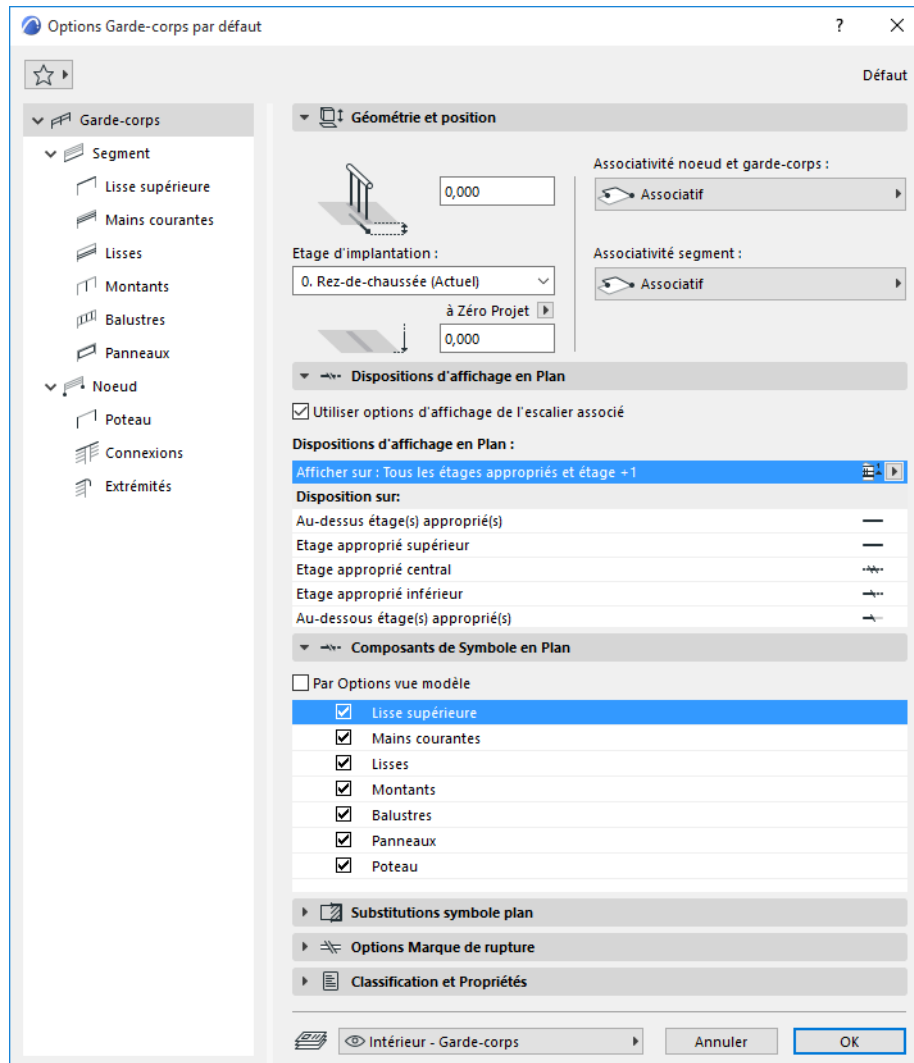 Options Garde-corps par défaut
Défaut
Garde-corps
Segment
Lisse supérieure
Mains courantes
Lisses
Montants
Balustres
Panneaux
Noeud
Poteau
Connexions
Extrémités
Géométrie et position
0,000
Etage d'implantation :
0. Rez-de-chaussée (Actuel)
à Zéro Projet
0,000
Associativité noeud et garde-corps :
Associatif
Associativité segment :
Associatif
Dispositions d'affichage en Plan
Utiliser options d'affichage de l'escalier associé
Dispositions d'affichage en Plan :
Afficher sur : Tous les étages appropriés et étage +1
Disposition sur:
Au-dessus étage(s) approprié(s)
Etage approprié supérieur
Etage approprié central
Etage approprié inférieur
Au-dessous étage(s) approprié(s)
Composants de Symbole en Plan
Par Options vue modèle
Lisse supérieure
Mains courantes
Lisses
Montants
Balustres
Panneaux
Poteau
Substitutions symbole plan
Options Marque de rupture
Classification et Propriétés
Intérieur - Garde-corps
Annuler
OK